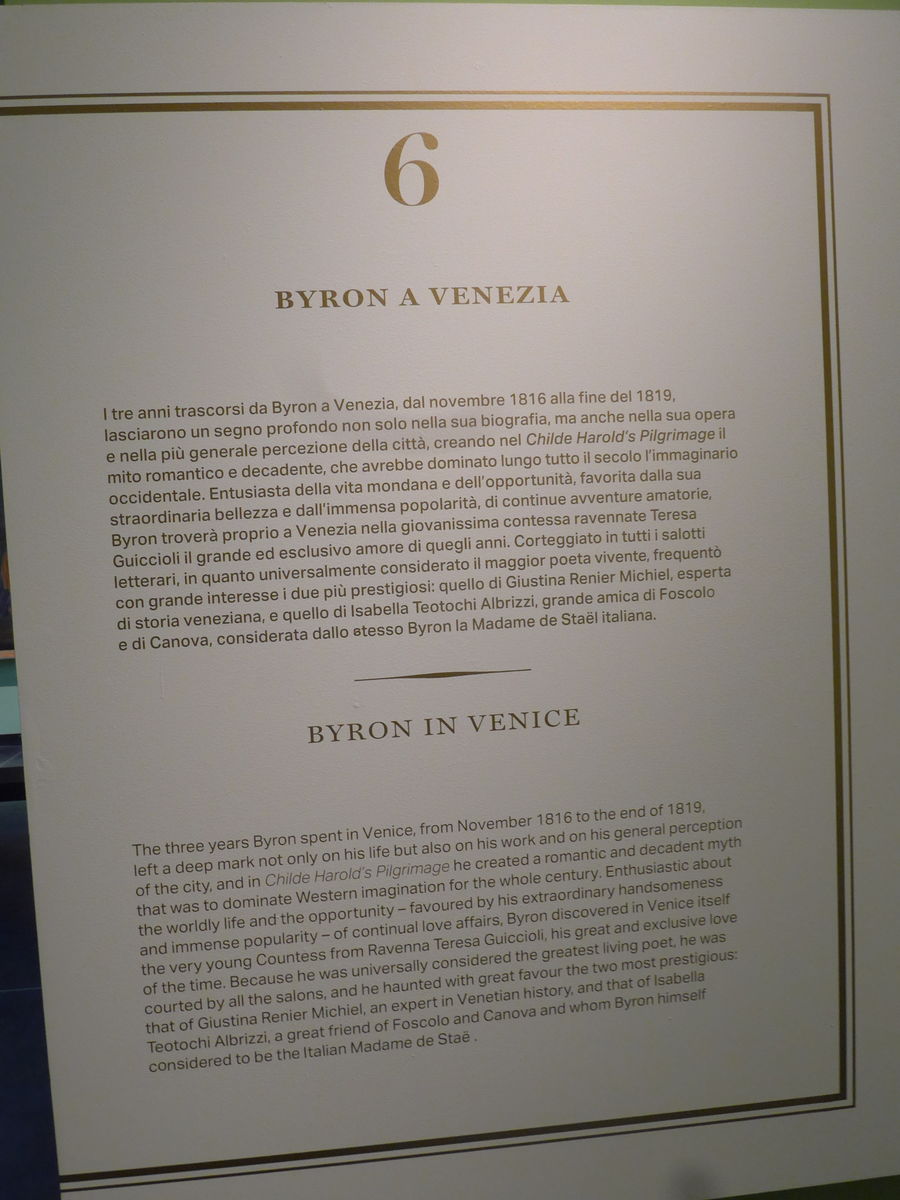 6
BYRON A VENEZIA
I tre anni trascorsi da Byron a Venezia, dal novembre 1816 alla fine del 1819,
lasciarono un segno profondo non solo nella sua biografia, ma anche nella sua opera
e nella più generale percezione della città, creando nel Childe Harold's Pilgrimage il
mito romantico e decadente, che avrebbe dominato lungo tutto il secolo l'immaginario
occidentale. Entusiasta della vita mondana e dell'opportunità, favorita dalla sua
straordinaria bellezza e dall'immensa popolarità, di continue avventure amatorie,
Byron troverà proprio a Venezia nella giovanissima contessa ravennate Teresa
Guiccioli il grande ed esclusivo amore di quegli anni. Corteggiato in tutti i salotti
letterari, in quanto universalmente considerato il maggior poeta vivente, frequentò
con grande interesse i due più prestigiosi: quello di Giustina Renier Michiel, esperta
di storia veneziana, e quello di Isabella Teotochi Albrizzi, grande amica di Foscolo
e di Canova, considerata dallo stesso Byron la Madame de Staël italiana.
BYRON IN VENICE
The three years Byron spent in Venice, from November 1816 to the end of 1819,
left a deep mark not only on his life but also on his work and on his general perception
of the city, and in Childe Harold's Pilgrimage he created a romantic and decadent myth
that was to dominate Western imagination for the whole century. Enthusiastic about
the worldly life and the opportunity – favoured by his extraordinary handsomeness
and immense popularity – of continual love affairs, Byron discovered in Venice itself
the very young Countess from Ravenna Teresa Guiccioli, his great and exclusive love
of the time. Because he was universally considered the greatest living poet, he was
courted by all the salons, and he haunted with great favour the two most prestigious:
that of Giustina Renier Michiel, an expert in Venetian history, and that of Isabella
Teotochi Albrizzi, a great friend of Foscolo and Canova and whom Byron himself
considered to be the Italian Madame de Staë .